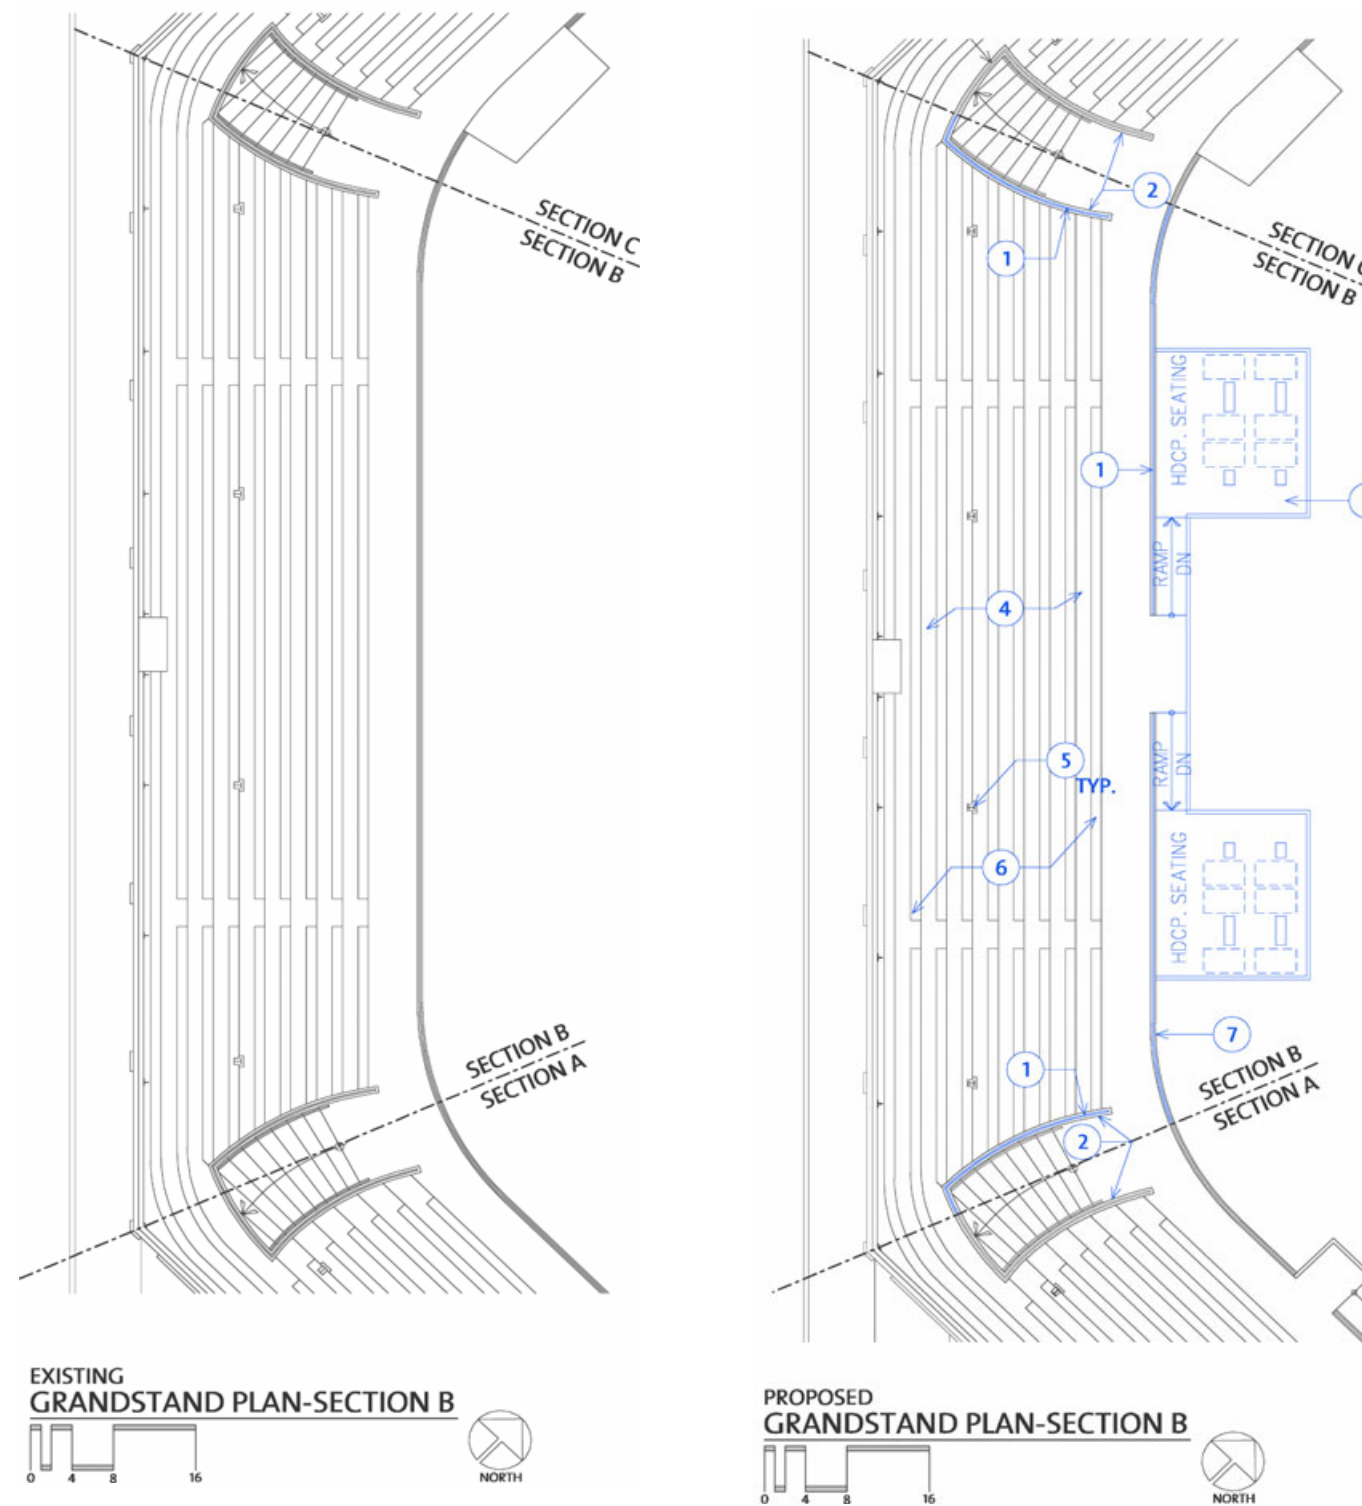 SECTION C
SECTION B
SECTION B
SECTION A
EXISTING
GRANDSTAND PLAN-SECTION B
0 4 8 16
NORTH
2
1
SECTION
SECTION B
HDCP. SEATING
1
RAMP
DN
4
5
TYP.
RAMP
DN
6
HDCP. SEATING
7
1
SECTION B
SECTION A
2
PROPOSED
GRANDSTAND PLAN-SECTION B
0 4 8 16
NORTH